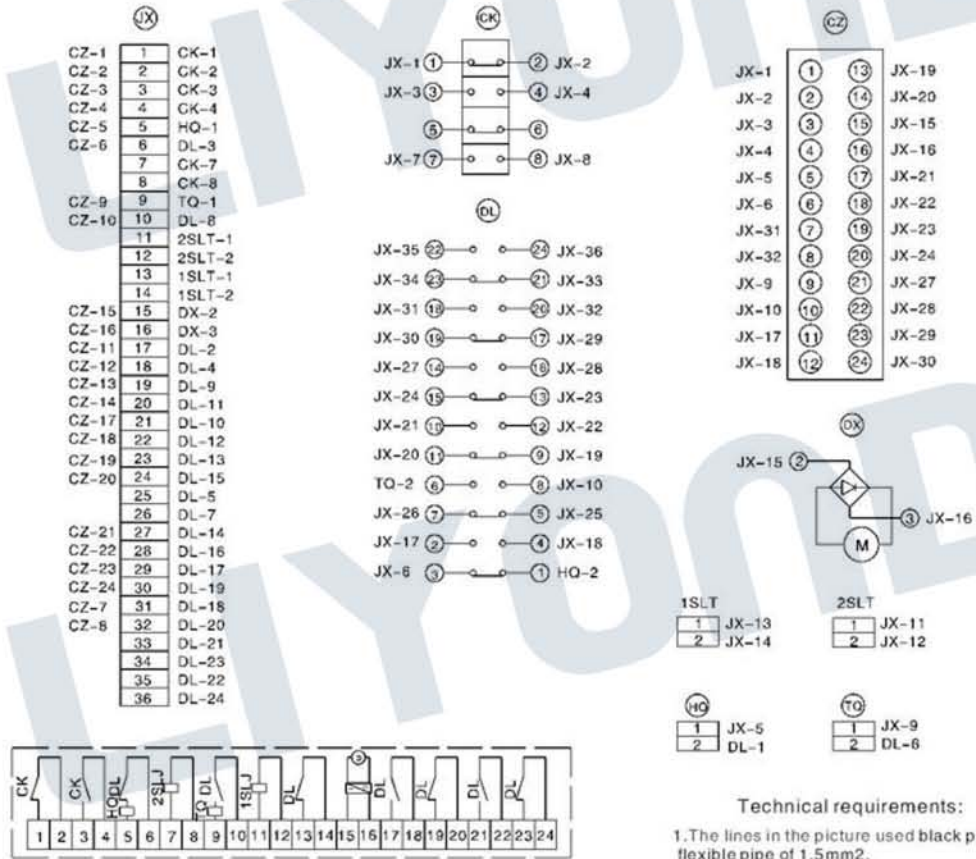 JX
CZ-1 1 CK-1
CZ-2 2 CK-2
CZ-3 3 CK-3
CZ-4 4 CK-4
CZ-5 5 HQ-1
CZ-6 6 DL-3
7 CK-7
8 CK-8
CZ-9 9 TQ-1
CZ-10 10 DL-8
11 2SLT-1
12 2SLT-2
13 1SLT-1
14 1SLT-2
CZ-15 15 DX-2
CZ-16 16 DX-3
CZ-11 17 DL-2
CZ-12 18 DL-4
CZ-13 19 DL-9
CZ-14 20 DL-11
CZ-17 21 DL-10
CZ-18 22 DL-12
CZ-19 23 DL-13
CZ-20 24 DL-15
25 DL-5
26 DL-7
CZ-21 27 DL-14
CZ-22 28 DL-16
CZ-23 29 DL-17
CZ-24 30 DL-19
CZ-7 31 DL-18
CZ-8 32 DL-20
33 DL-21
34 DL-23
35 DL-22
36 DL-24
CK
JX-1 1 2 JX-2
JX-3 3 4 JX-4
5 6
JX-7 7 8 JX-8
DL
JX-35 22 24 JX-36
JX-34 23 21 JX-33
JX-31 18 20 JX-32
JX-30 19 17 JX-29
JX-27 14 16 JX-28
JX-24 15 13 JX-23
JX-21 10 12 JX-22
JX-20 11 9 JX-19
TQ-2 6 8 JX-10
JX-26 7 5 JX-25
JX-17 2 4 JX-18
JX-6 3 1 HQ-2
CZ
JX-1 1 13 JX-19
JX-2 2 14 JX-20
JX-3 3 15 JX-15
JX-4 4 16 JX-16
JX-5 5 17 JX-21
JX-6 6 18 JX-22
JX-31 7 19 JX-23
JX-32 8 20 JX-24
JX-9 9 21 JX-27
JX-10 10 22 JX-28
JX-17 11 23 JX-29
JX-18 12 24 JX-30
DX
JX-15 2
3 JX-16
M
1SLT
1 JX-13
2 JX-14
2SLT
1 JX-11
2 JX-12
HQ
1 JX-5
2 DL-1
TQ
1 JX-9
2 DL-6
CK CK HQ DL 2SLJ TQ DL 1SLJ DL DL DL DL DL
1 2 3 4 5 6 7 8 9 10 11 12 13 14 15 16 17 18 19 20 21 22 23 24
Technical requirements:
1.The lines in the picture used black p
flexible pipe of 1.5mm2.
LIYOND
LIYOND